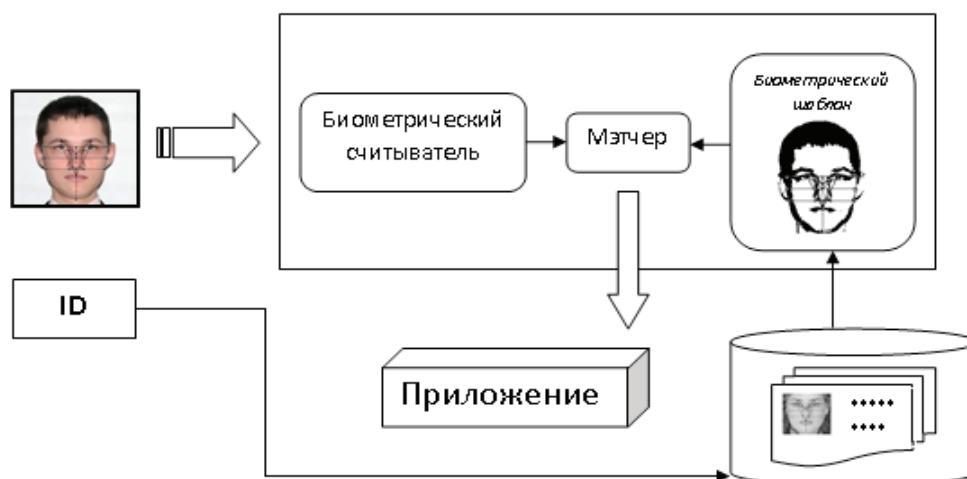 Биометрический
считыватель
Мэтчер
Биометрический
шаблон
ID
Приложение